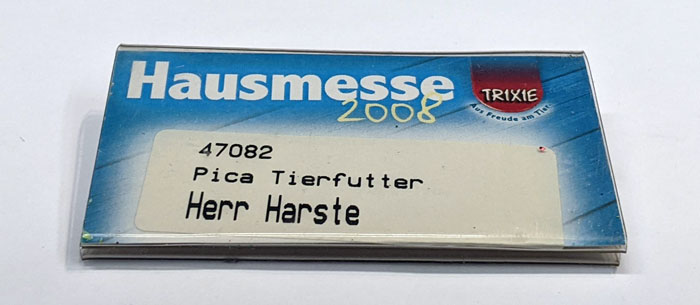 Hausmesse
2008
TRIXIE
Aus Freude am Tier
47082
Pica Tierfutter
Herr Harste